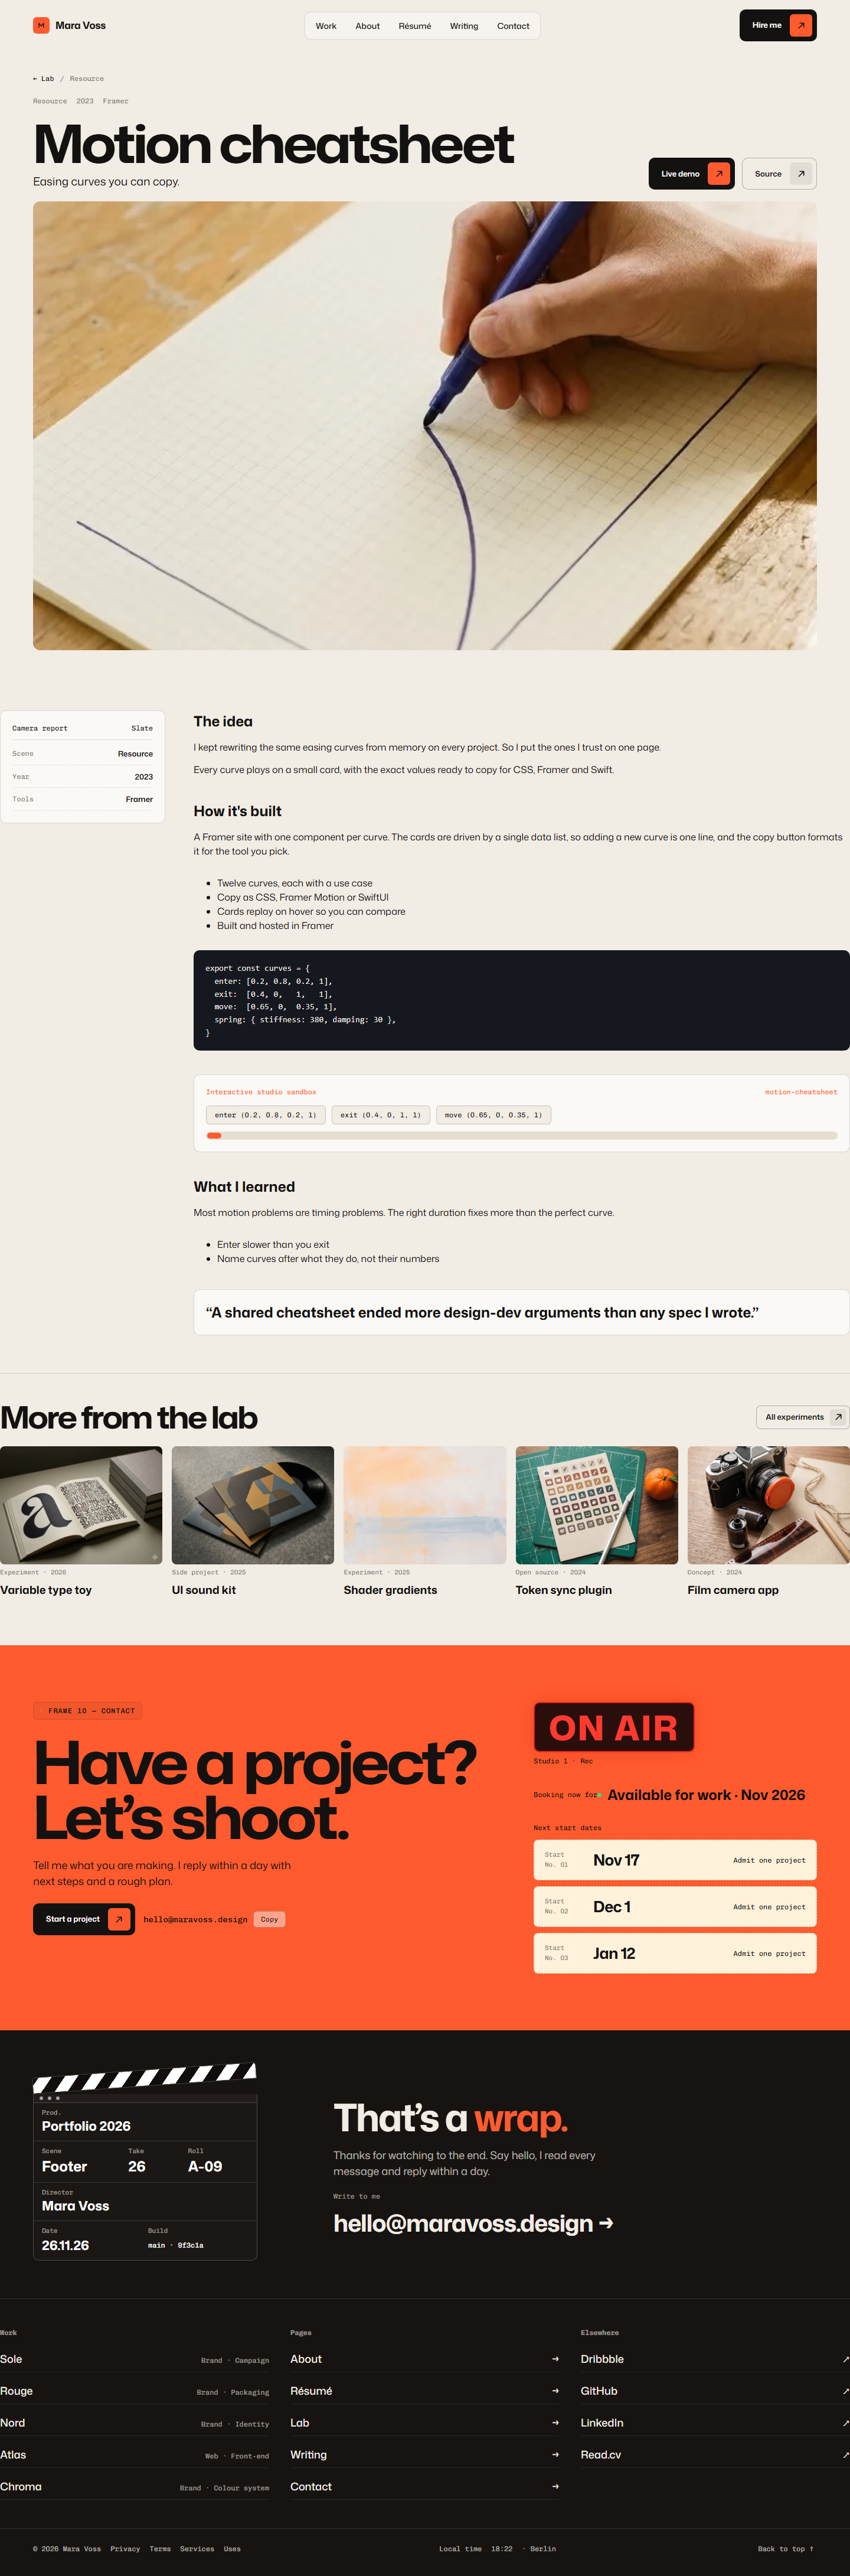 M Mara Voss
Work About Résumé Writing Contact
Hire me ↗
← Lab / Resource
Resource 2023 Framer
Motion cheatsheet
Easing curves you can copy.
Live demo ↗
Source ↗
Camera report Slate
Scene Resource
Year 2023
Tools Framer
The idea
I kept rewriting the same easing curves from memory on every project. So I put the ones I trust on one page.
Every curve plays on a small card, with the exact values ready to copy for CSS, Framer and Swift.
How it's built
A Framer site with one component per curve. The cards are driven by a single data list, so adding a new curve is one line, and the copy button formats
it for the tool you pick.
• Twelve curves, each with a use case
• Copy as CSS, Framer Motion or SwiftUI
• Cards replay on hover so you can compare
• Built and hosted in Framer
export const curves = {
  enter: [0.2, 0.8, 0.2, 1],
  exit:  [0.4, 0,   1,   1],
  move:  [0.65, 0,  0.35, 1],
  spring: { stiffness: 380, damping: 30 },
}
Interactive studio sandbox motion-cheatsheet
enter (0.2, 0.8, 0.2, 1) exit (0.4, 0, 1, 1) move (0.65, 0, 0.35, 1)
What I learned
Most motion problems are timing problems. The right duration fixes more than the perfect curve.
• Enter slower than you exit
• Name curves after what they do, not their numbers
“A shared cheatsheet ended more design-dev arguments than any spec I wrote.”
More from the lab
All experiments ↗
a
Experiment · 2026
Variable type toy
Side project · 2025
UI sound kit
Experiment · 2025
Shader gradients
Open source · 2024
Token sync plugin
Concept · 2024
Film camera app
FRAME 10 — CONTACT
Have a project?
Let’s shoot.
Tell me what you are making. I reply within a day with
next steps and a rough plan.
Start a project ↗
hello@maravoss.design Copy
ON AIR
Studio 1 · Rec
Booking now for Available for work · Nov 2026
Next start dates
Start
No. 01
Nov 17
Admit one project
Start
No. 02
Dec 1
Admit one project
Start
No. 03
Jan 12
Admit one project
Prod.
Portfolio 2026
Scene Take Roll
Footer 26 A-09
Director
Mara Voss
Date Build
26.11.26 main · 9f3c1a
That’s a wrap.
Thanks for watching to the end. Say hello, I read every
message and reply within a day.
Write to me
hello@maravoss.design →
Work
Sole Brand · Campaign
Rouge Brand · Packaging
Nord Brand · Identity
Atlas Web · Front-end
Chroma Brand · Colour system
Pages
About →
Résumé →
Lab →
Writing →
Contact →
Elsewhere
Dribbble ↗
GitHub ↗
LinkedIn ↗
Read.cv ↗
© 2026 Mara Voss Privacy Terms Services Uses
Local time 18:22 · Berlin
Back to top ↑